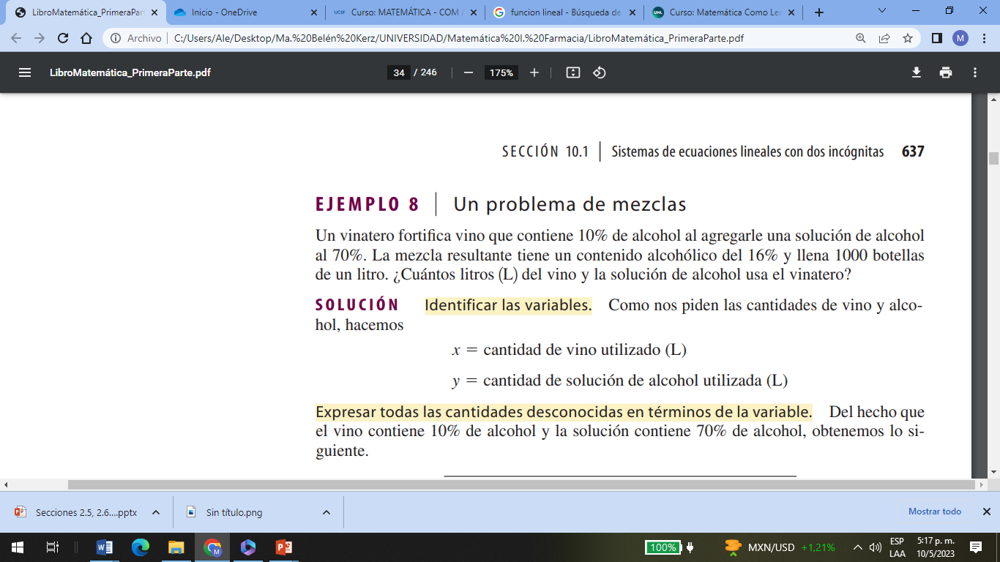 LibroMatemática_PrimeraPar
Inicio - OneDrive
UCSF Curso: MATEMÁTICA - COM A
funcion lineal - Búsqueda de
UNL Curso: Matemática Como Ler
Archivo | C:/Users/Ale/Desktop/Ma.%20Belén%20Kerz/UNIVERSIDAD/Matemática%20I.%20Farmacia/LibroMatemática_PrimeraParte.pdf
M
LibroMatemática_PrimeraParte.pdf
34 / 246
175%
SECCIÓN 10.1 | Sistemas de ecuaciones lineales con dos incógnitas 637
EJEMPLO 8 | Un problema de mezclas
Un vinatero fortifica vino que contiene 10% de alcohol al agregarle una solución de alcohol
al 70%. La mezcla resultante tiene un contenido alcohólico del 16% y llena 1000 botellas
de un litro. ¿Cuántos litros (L) del vino y la solución de alcohol usa el vinatero?
SOLUCIÓN Identificar las variables. Como nos piden las cantidades de vino y alco-
hol, hacemos
x = cantidad de vino utilizado (L)
y = cantidad de solución de alcohol utilizada (L)
Expresar todas las cantidades desconocidas en términos de la variable. Del hecho que
el vino contiene 10% de alcohol y la solución contiene 70% de alcohol, obtenemos lo si-
guiente.
Secciones 2.5, 2.6....pptx
Sin título.png
Mostrar todo
100%
MXN/USD +1,21%
ESP
LAA
5:17 p. m.
10/5/2023